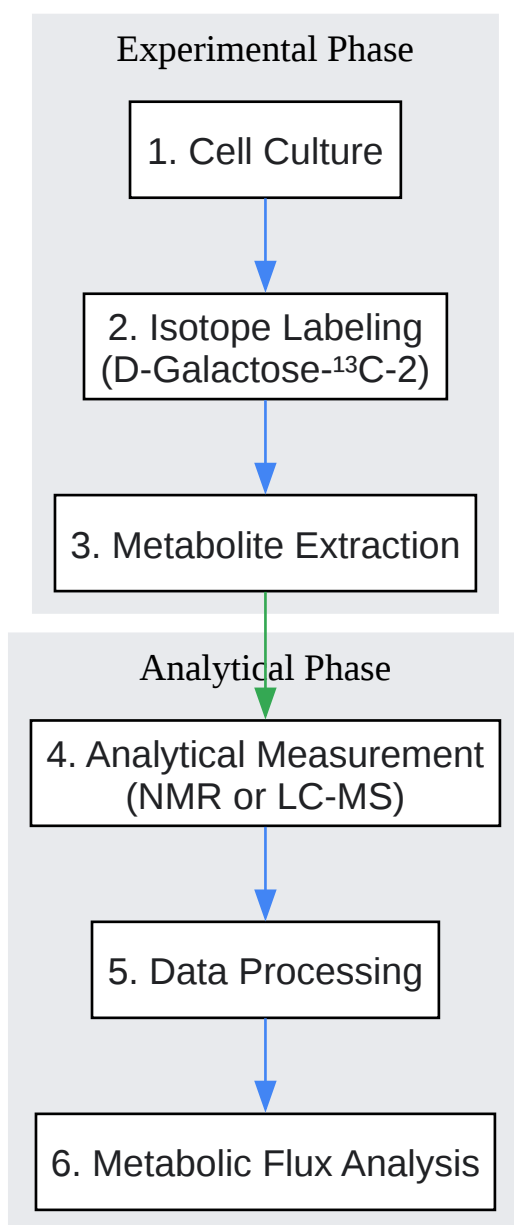 Experimental Phase
1. Cell Culture
2. Isotope Labeling
(D-Galactose-¹³C-2)
3. Metabolite Extraction
Analytical Phase
4. Analytical Measurement
(NMR or LC-MS)
5. Data Processing
6. Metabolic Flux Analysis